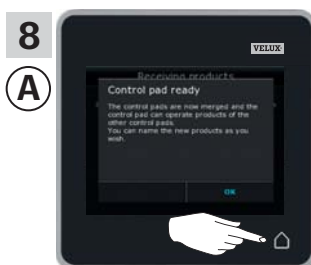 8
A
VELUX
Receiving products
Control pad ready
The control pads are now merged and the
control pad can operate products of the
other control pads.
You can name the new products as you
wish.
OK